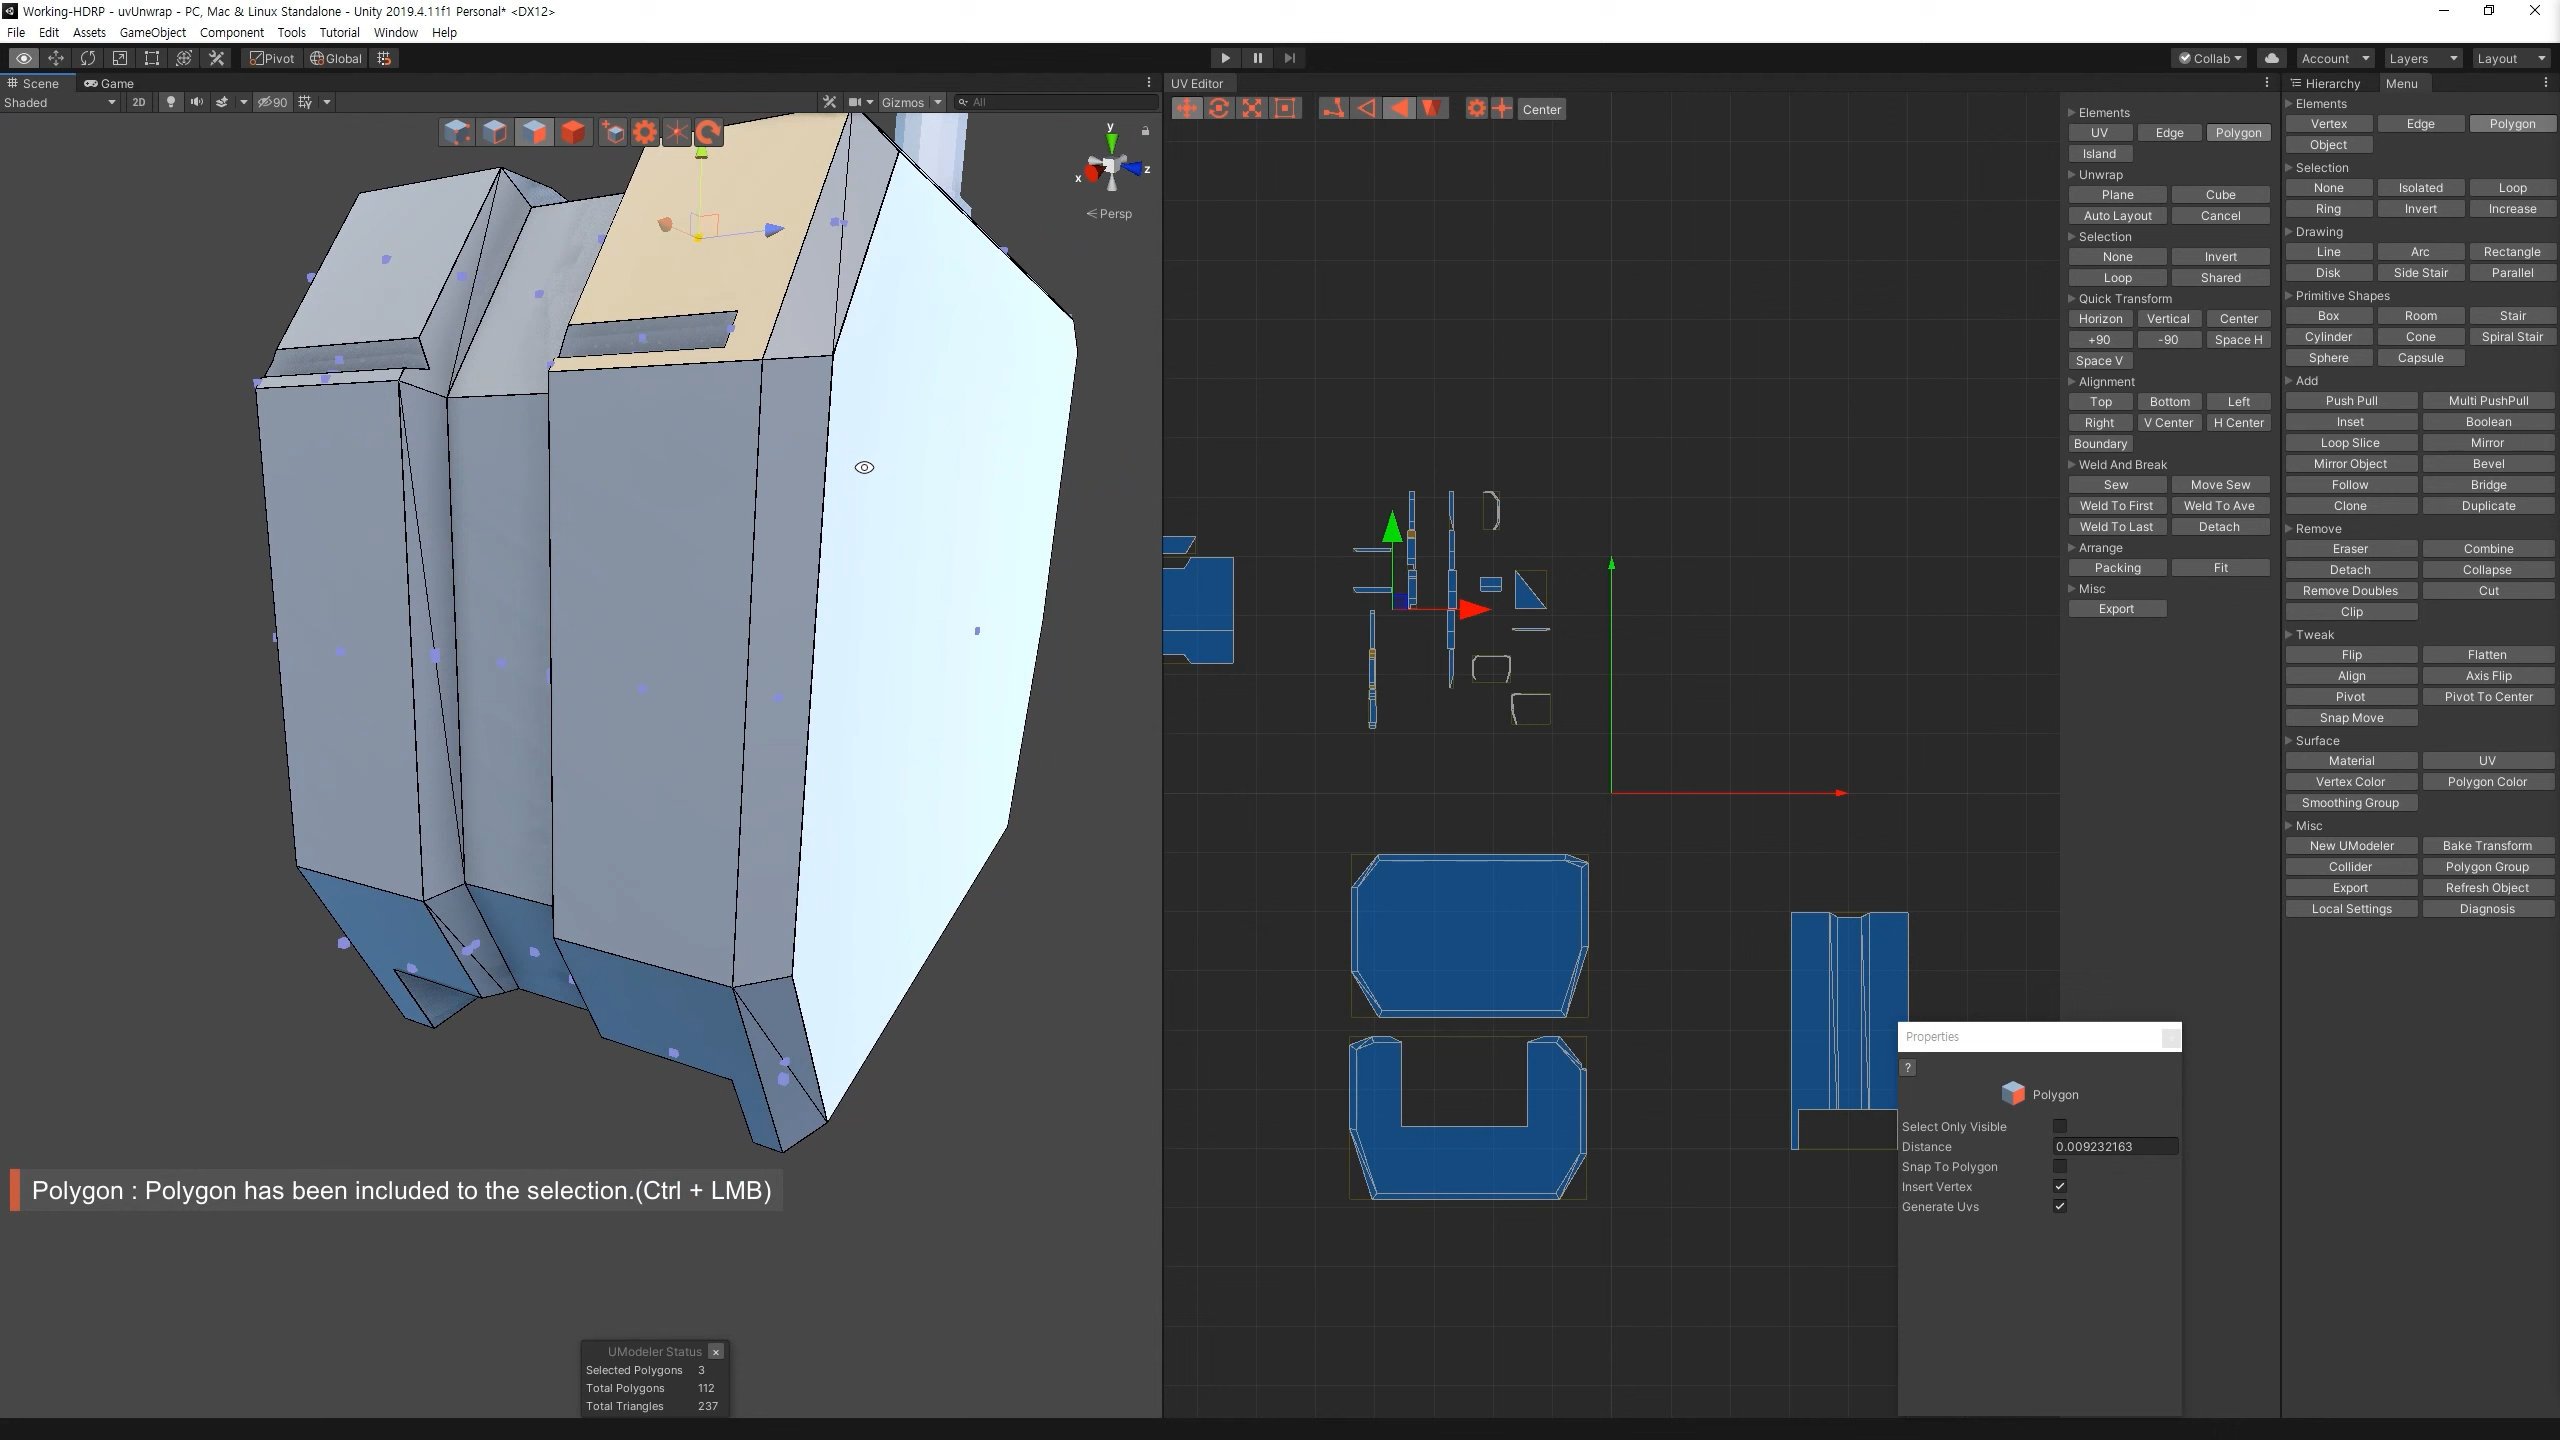 Working-HDRP - uvUnwrap - PC, Mac & Linux Standalone - Unity 2019.4.11f1 Personal* <DX12>
File Edit Assets GameObject Component Tools Tutorial Window Help
Pivot Global Collab Account Layers Layout
Scene Game
Shaded 2D 90 Gizmos All
y
x
z
Persp
Polygon : Polygon has been included to the selection.(Ctrl + LMB)
UModeler Status
Selected Polygons 3
Total Polygons 112
Total Triangles 237
UV Editor
Center
Elements
UV Edge Polygon
Island
Unwrap
Plane Cube
Auto Layout Cancel
Selection
None Invert
Loop Shared
Quick Transform
Horizon Vertical Center
+90 -90 Space H
Space V
Alignment
Top Bottom Left
Right V Center H Center
Boundary
Weld And Break
Sew Move Sew
Weld To First Weld To Ave
Weld To Last Detach
Arrange
Packing Fit
Misc
Export
Properties
?
Polygon
Select Only Visible
Distance 0.009232163
Snap To Polygon
Insert Vertex
Generate Uvs
Hierarchy Menu
Elements
Vertex Edge Polygon
Object
Selection
None Isolated Loop
Ring Invert Increase
Drawing
Line Arc Rectangle
Disk Side Stair Parallel
Primitive Shapes
Box Room Stair
Cylinder Cone Spiral Stair
Sphere Capsule
Add
Push Pull Multi PushPull
Inset Boolean
Loop Slice Mirror
Mirror Object Bevel
Follow Bridge
Clone Duplicate
Remove
Eraser Combine
Detach Collapse
Remove Doubles Cut
Clip
Tweak
Flip Flatten
Align Axis Flip
Pivot Pivot To Center
Snap Move
Surface
Material UV
Vertex Color Polygon Color
Smoothing Group
Misc
New UModeler Bake Transform
Collider Polygon Group
Export Refresh Object
Local Settings Diagnosis